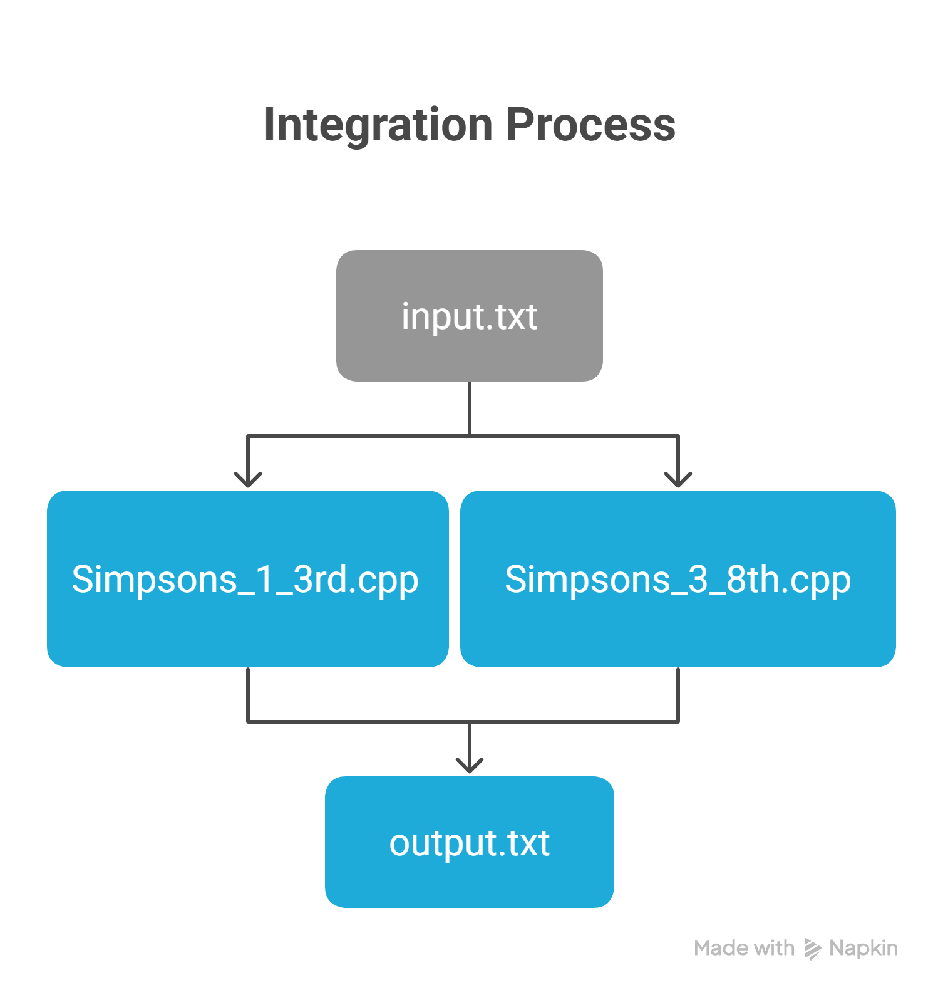 Integration Process
input.txt
Simpsons_1_3rd.cpp
Simpsons_3_8th.cpp
output.txt
Made with Napkin